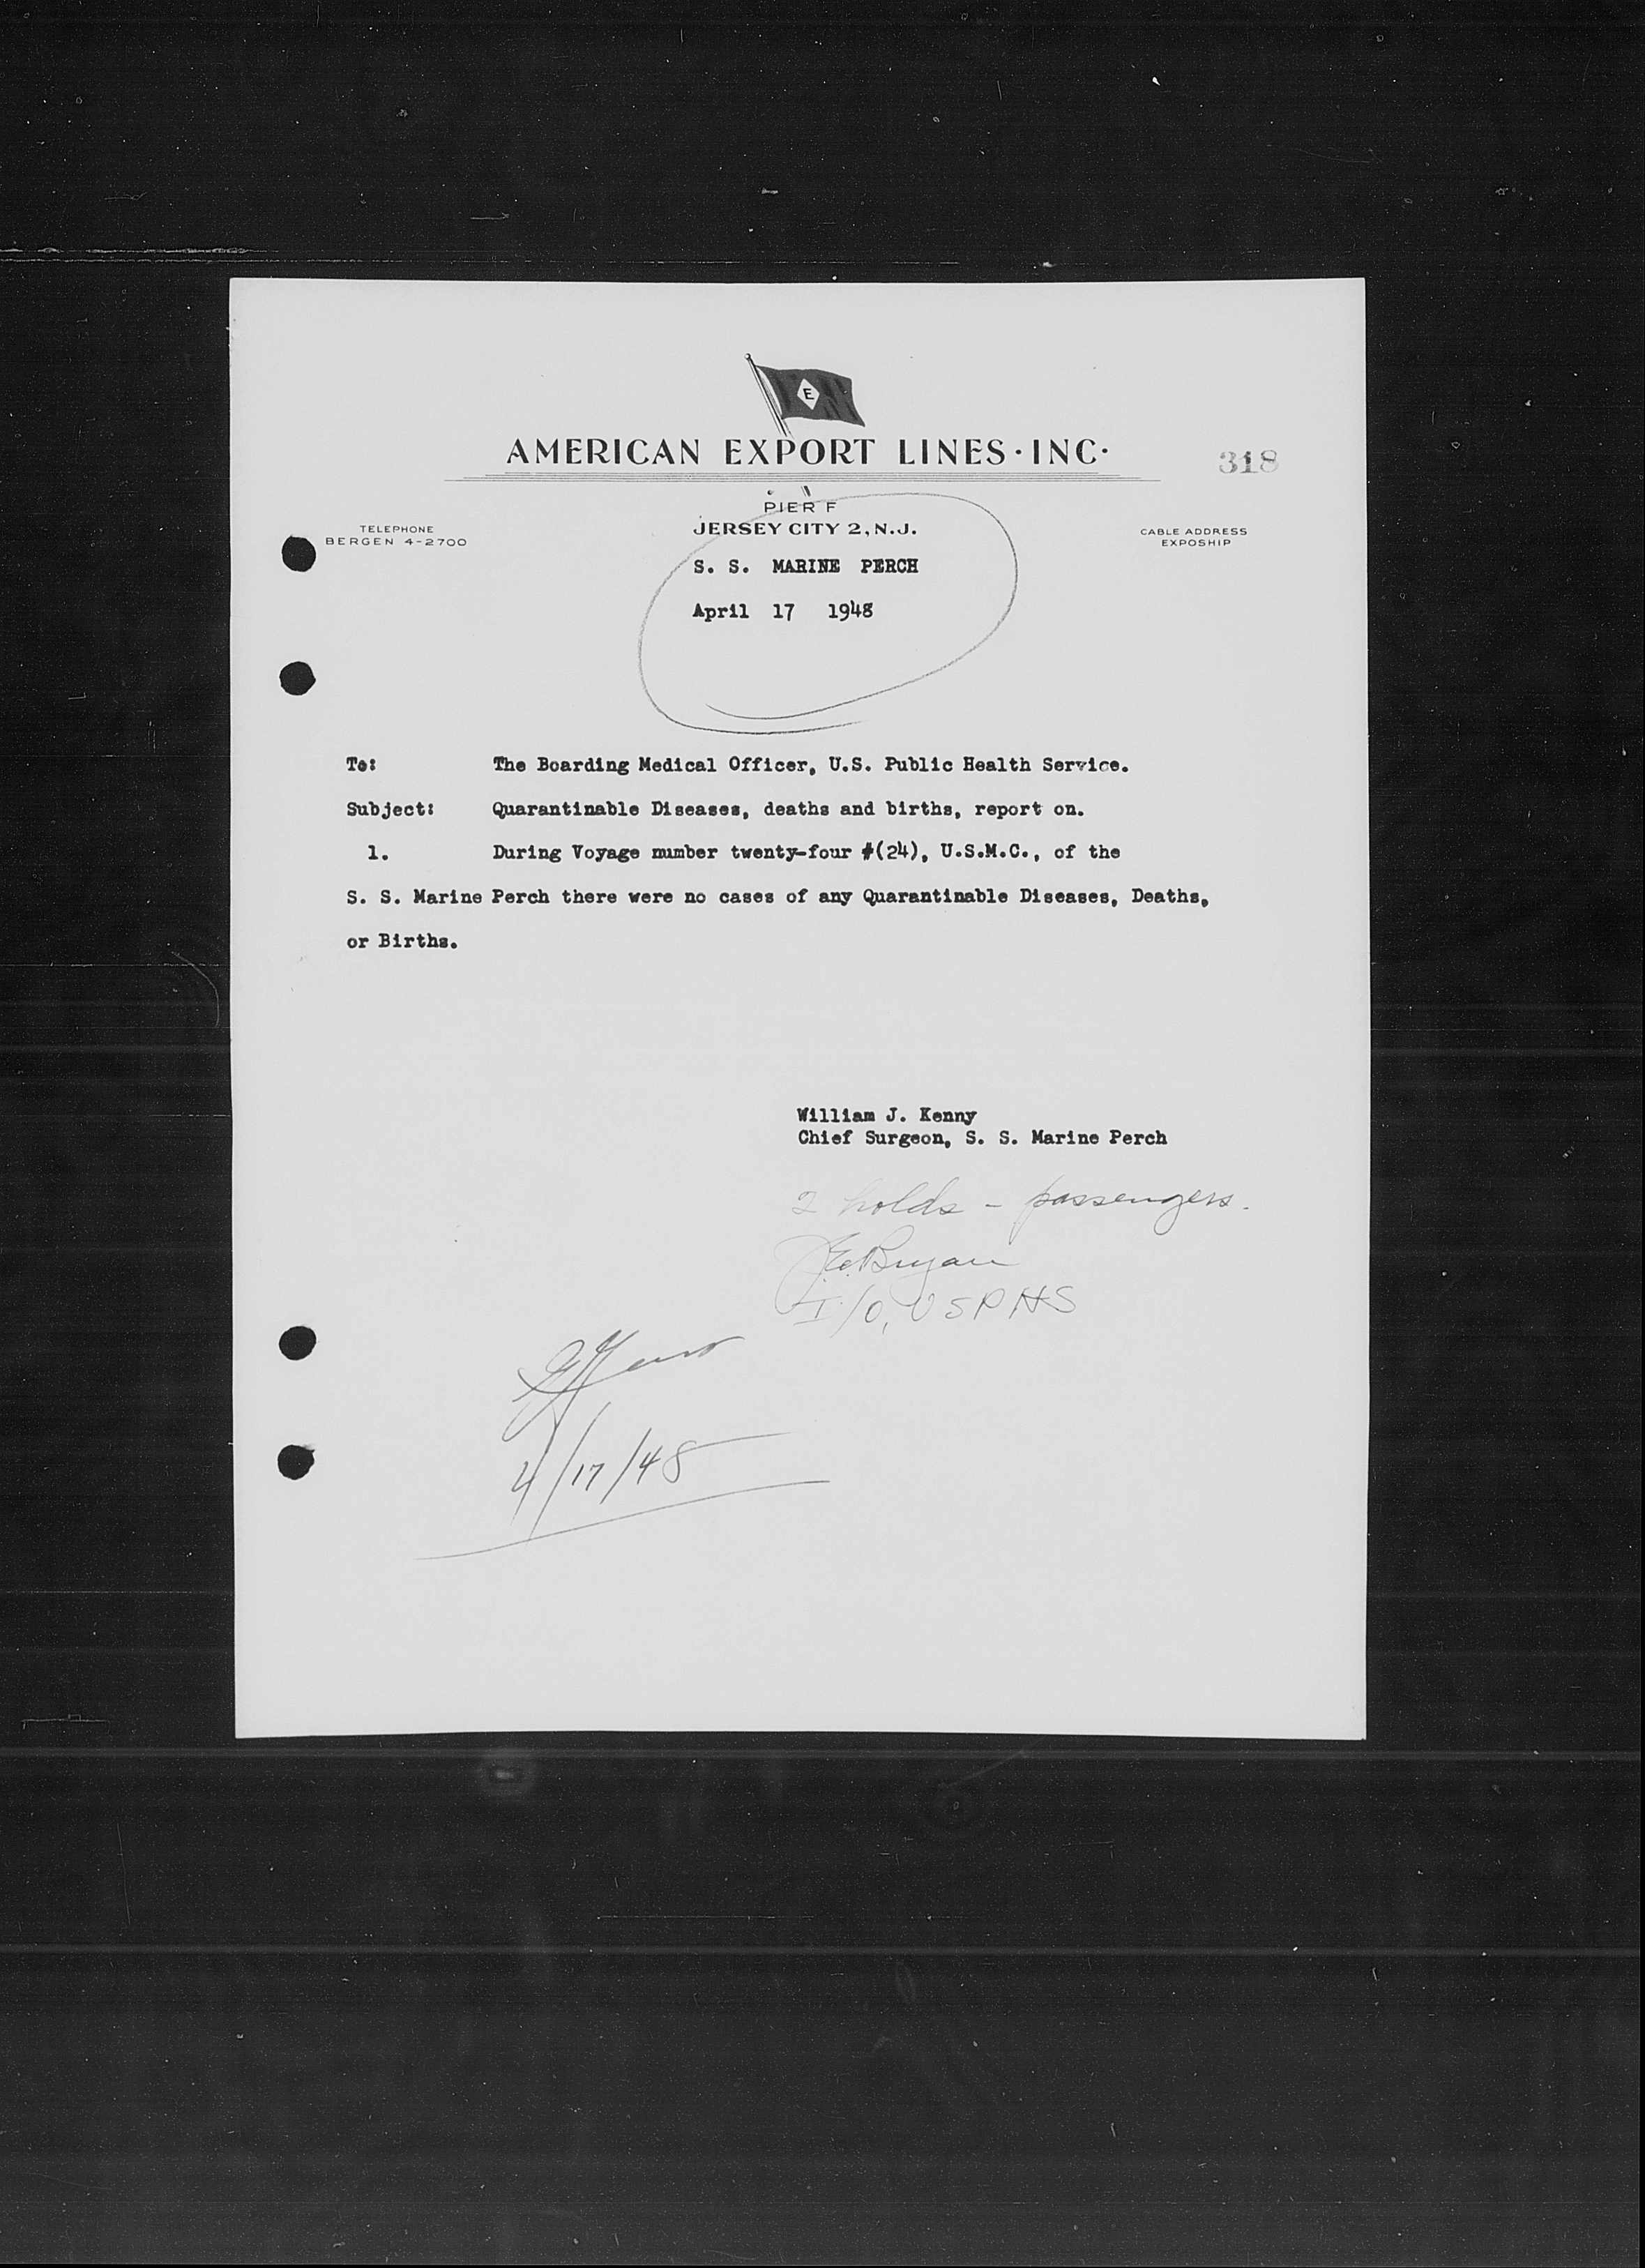 E
AMERICAN EXPORT LINES·INC·
318
PIER F
JERSEY CITY 2, N.J.
TELEPHONE
BERGEN 4-2700
CABLE ADDRESS
EXPOSHIP
S. S. MARINE PERCH
April 17 1948
To: The Boarding Medical Officer, U.S. Public Health Service.
Subject: Quarantinable Diseases, deaths and births, report on.
1. During Voyage number twenty-four #(24), U.S.M.C., of the
S. S. Marine Perch there were no cases of any Quarantinable Diseases, Deaths,
or Births.
William J. Kenny
Chief Surgeon, S. S. Marine Perch
2 holds - passengers.
J.E. Bryan
I/O, USPHS
4/17/48